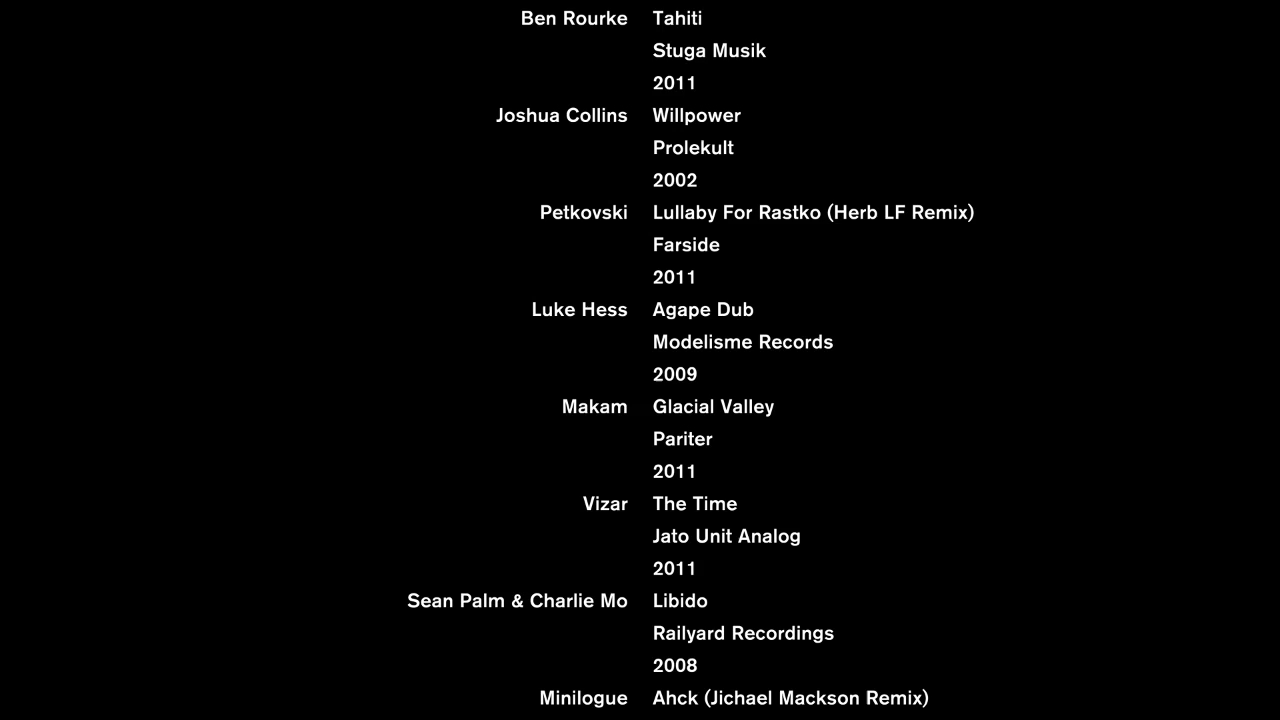 Ben Rourke Tahiti
Stuga Musik
2011
Joshua Collins Willpower
Prolekult
2002
Petkovski Lullaby For Rastko (Herb LF Remix)
Farside
2011
Luke Hess Agape Dub
Modelisme Records
2009
Makam Glacial Valley
Pariter
2011
Vizar The Time
Jato Unit Analog
2011
Sean Palm & Charlie Mo Libido
Railyard Recordings
2008
Minilogue Ahck (Jichael Mackson Remix)